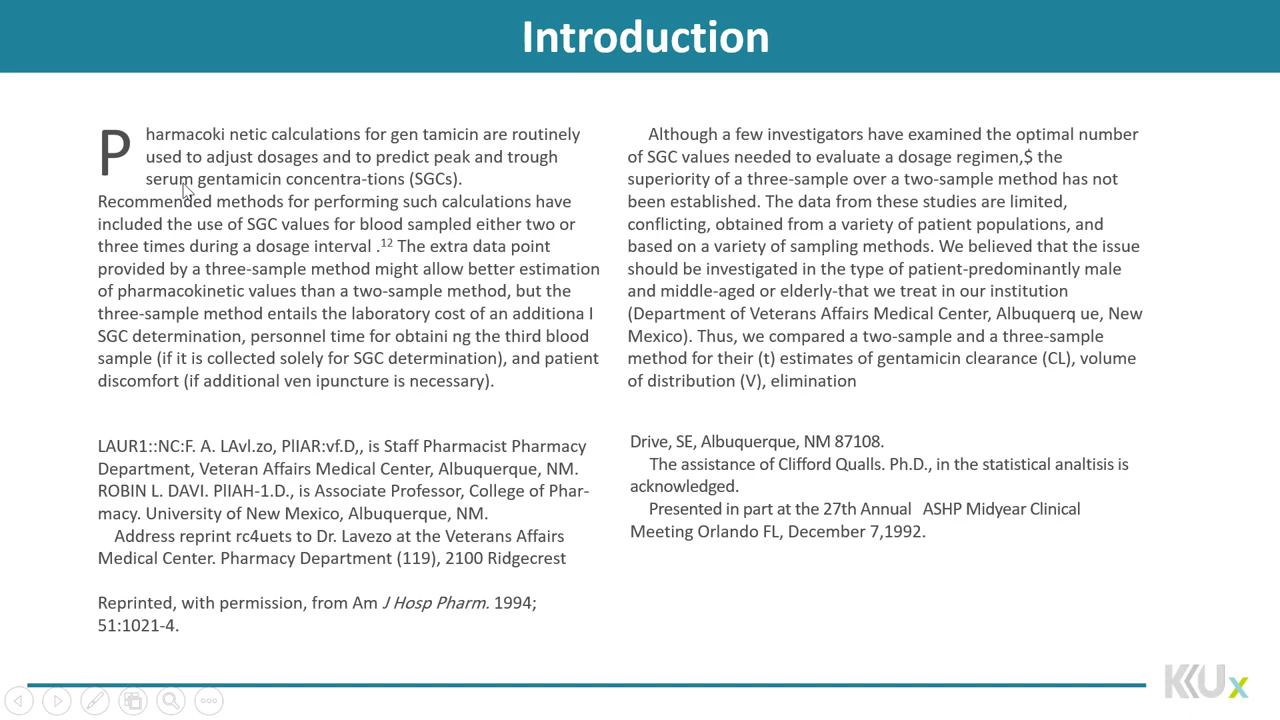 Introduction
Pharmacoki netic calculations for gen tamicin are routinely
used to adjust dosages and to predict peak and trough
serum gentamicin concentra-tions (SGCs).
Recommended methods for performing such calculations have
included the use of SGC values for blood sampled either two or
three times during a dosage interval .12 The extra data point
provided by a three-sample method might allow better estimation
of pharmacokinetic values than a two-sample method, but the
three-sample method entails the laboratory cost of an additiona l
SGC determination, personnel time for obtaini ng the third blood
sample (if it is collected solely for SGC determination), and patient
discomfort (if additional ven ipuncture is necessary).
LAUR1::NC:F. A. LAvl.zo, PlIAR:vf.D,, is Staff Pharmacist Pharmacy
Department, Veteran Affairs Medical Center, Albuquerque, NM.
ROBIN L. DAVI. PlIAH-1.D., is Associate Professor, College of Phar-
macy. University of New Mexico, Albuquerque, NM.
Address reprint rc4uets to Dr. Lavezo at the Veterans Affairs
Medical Center. Pharmacy Department (119), 2100 Ridgecrest
Reprinted, with permission, from Am J Hosp Pharm. 1994;
51:1021-4.
Although a few investigators have examined the optimal number
of SGC values needed to evaluate a dosage regimen,$ the
superiority of a three-sample over a two-sample method has not
been established. The data from these studies are limited,
conflicting, obtained from a variety of patient populations, and
based on a variety of sampling methods. We believed that the issue
should be investigated in the type of patient-predominantly male
and middle-aged or elderly-that we treat in our institution
(Department of Veterans Affairs Medical Center, Albuquerq ue, New
Mexico). Thus, we compared a two-sample and a three-sample
method for their (t) estimates of gentamicin clearance (CL), volume
of distribution (V), elimination
Drive, SE, Albuquerque, NM 87108.
The assistance of Clifford Qualls. Ph.D., in the statistical analtisis is
acknowledged.
Presented in part at the 27th Annual ASHP Midyear Clinical
Meeting Orlando FL, December 7,1992.
KKUx